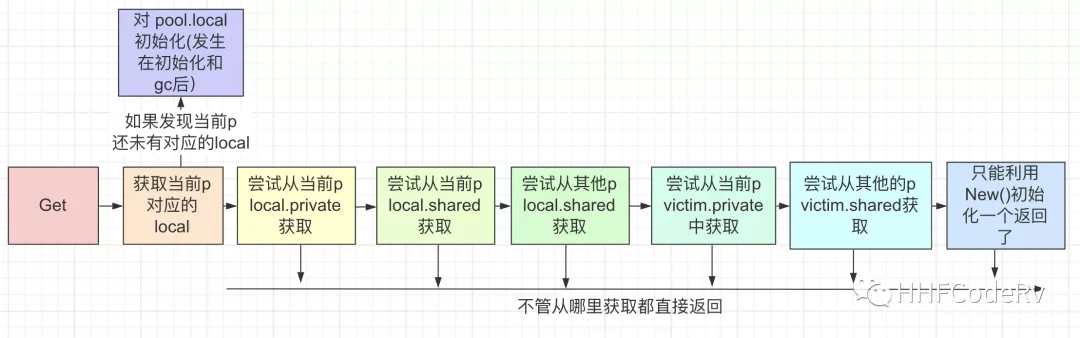 对 pool.local
初始化(发生
在初始化和
gc后）
如果发现当前p
还未有对应的local
Get
获取当前p
对应的
local
尝试从当前p
local.private
获取
尝试从当前p
local.shared
获取
尝试从其他p
local.shared
获取
尝试从当前p
victim.private
中获取
尝试从其他的p
victim.shared获
取
只能利用
New()初始
化一个返回
了
不管从哪里获取都直接返回
HHFCodeRv